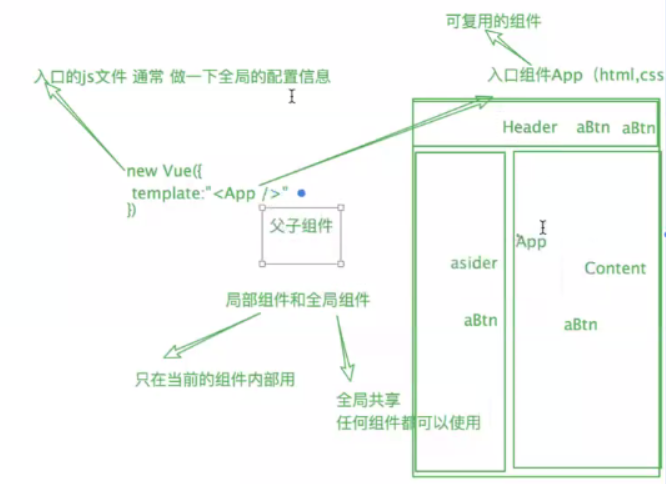 可复用的组件
入口的js文件 通常 做一下全局的配置信息
入口组件App（html,css
Header aBtn aBtn
new Vue({
template:"<App />"
})
父子组件
App
asider
Content
局部组件和全局组件
aBtn
aBtn
只在当前的组件内部用
全局共享
任何组件都可以使用